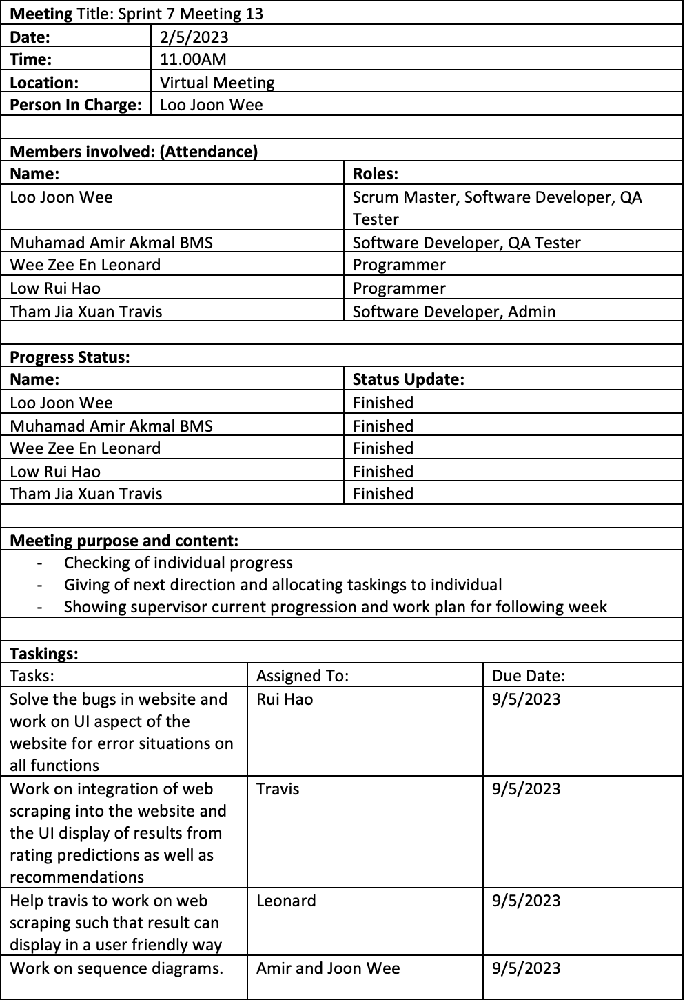 Meeting Title: Sprint 7 Meeting 13
Date: 2/5/2023
Time: 11.00AM
Location: Virtual Meeting
Person In Charge: Loo Joon Wee
Members involved: (Attendance)
Name: Roles:
Loo Joon Wee Scrum Master, Software Developer, QA
Tester
Muhamad Amir Akmal BMS Software Developer, QA Tester
Wee Zee En Leonard Programmer
Low Rui Hao Programmer
Tham Jia Xuan Travis Software Developer, Admin
Progress Status:
Name: Status Update:
Loo Joon Wee Finished
Muhamad Amir Akmal BMS Finished
Wee Zee En Leonard Finished
Low Rui Hao Finished
Tham Jia Xuan Travis Finished
Meeting purpose and content:
- Checking of individual progress
- Giving of next direction and allocating taskings to individual
- Showing supervisor current progression and work plan for following week
Taskings:
Tasks: Assigned To: Due Date:
Solve the bugs in website and Rui Hao 9/5/2023
work on UI aspect of the
website for error situations on
all functions
Work on integration of web Travis 9/5/2023
scraping into the website and
the UI display of results from
rating predictions as well as
recommendations
Help travis to work on web Leonard 9/5/2023
scraping such that result can
display in a user friendly way
Work on sequence diagrams. Amir and Joon Wee 9/5/2023